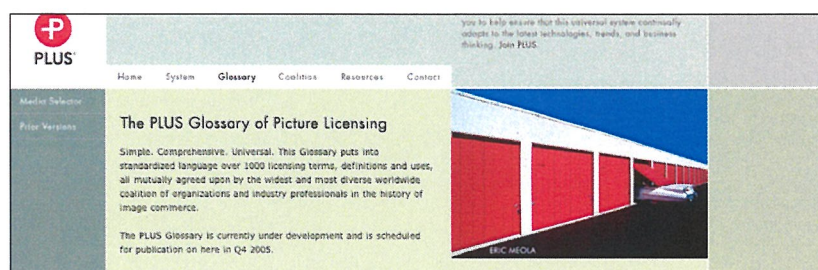 PLUS
you to help ensure that this universal system continually
adapts to the latest technologies, trends, and business
thinking. Join PLUS.
Home System Glossary Coalition Resources Contact
Media Selector
Prior Versions
The PLUS Glossary of Picture Licensing
Simple. Comprehensive. Universal. This Glossary puts into
standardized language over 1000 licensing terms, definitions and uses,
all mutually agreed upon by the widest and most diverse worldwide
coalition of organizations and industry professionals in the history of
image commerce.
The PLUS Glossary is currently under development and is scheduled
for publication on here in Q4 2005.
ERIC MEOLA